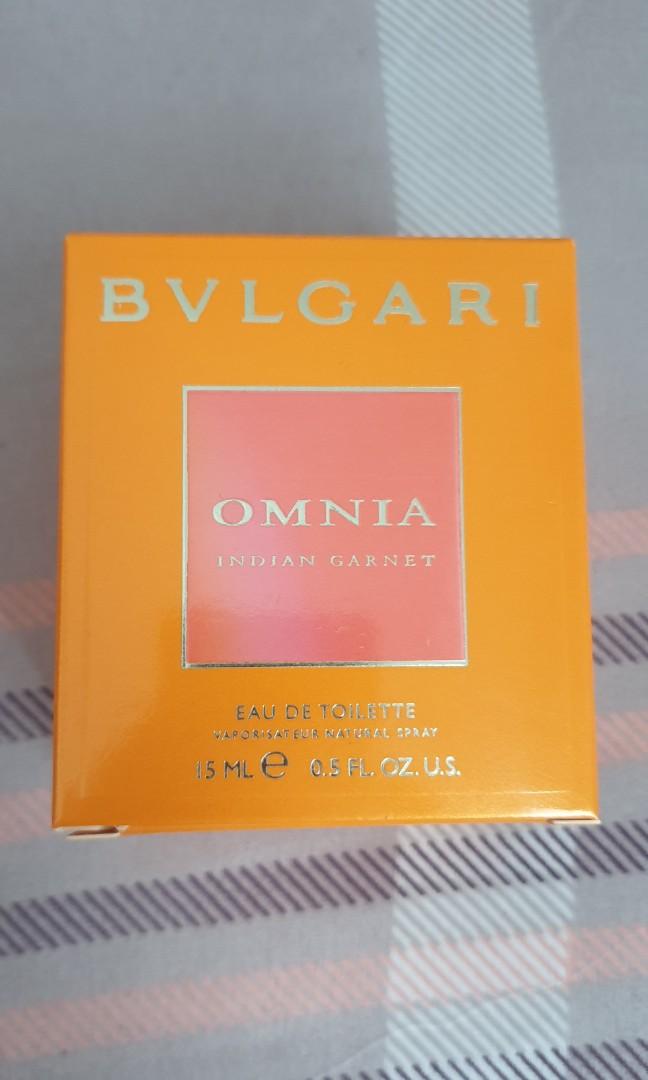 BVLGARI
OMNIA
INDIAN GARNET
EAU DE TOILETTE
VAPORISATEUR NATURAL SPRAY
15 ML ℮ 0.5 FL. OZ. U.S.